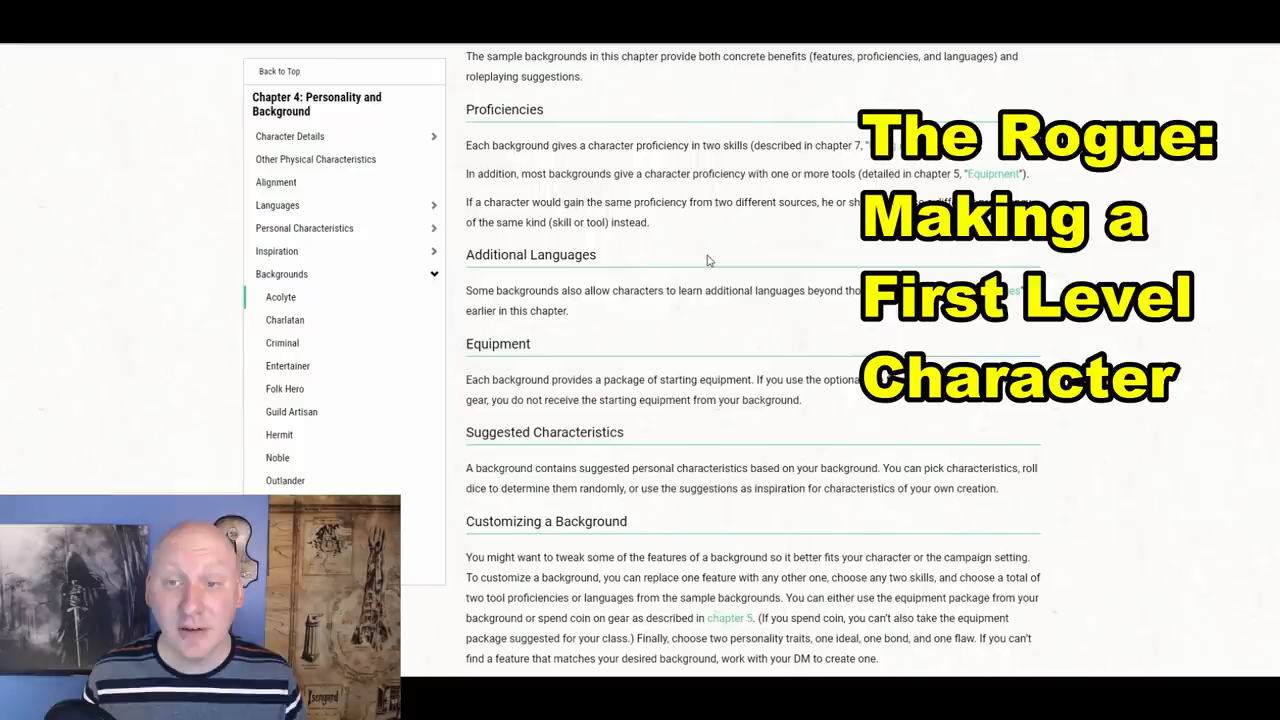 Back to Top
Chapter 4: Personality and
Background
Character Details
Other Physical Characteristics
Alignment
Languages
Personal Characteristics
Inspiration
Backgrounds
Acolyte
Charlatan
Criminal
Entertainer
Folk Hero
Guild Artisan
Hermit
Noble
Outlander
The sample backgrounds in this chapter provide both concrete benefits (features, proficiencies, and languages) and
roleplaying suggestions.
Proficiencies
Each background gives a character proficiency in two skills (described in chapter 7, "
In addition, most backgrounds give a character proficiency with one or more tools (detailed in chapter 5, "Equipment").
If a character would gain the same proficiency from two different sources, he or
of the same kind (skill or tool) instead.
Additional Languages
Some backgrounds also allow characters to learn additional languages beyond
earlier in this chapter.
Equipment
Each background provides a package of starting equipment. If you use the
gear, you do not receive the starting equipment from your background.
Suggested Characteristics
A background contains suggested personal characteristics based on your background. You can pick characteristics, roll
dice to determine them randomly, or use the suggestions as inspiration for characteristics of your own creation.
Customizing a Background
You might want to tweak some of the features of a background so it better fits your character or the campaign setting.
To customize a background, you can replace one feature with any other one, choose any two skills, and choose a total of
two tool proficiencies or languages from the sample backgrounds. You can either use the equipment package from your
background or spend coin on gear as described in chapter 5. (If you spend coin, you can't also take the equipment
package suggested for your class.) Finally, choose two personality traits, one ideal, one bond, and one flaw. If you can't
find a feature that matches your desired background, work with your DM to create one.
The Rogue:
Making a
First Level
Character
Isengard